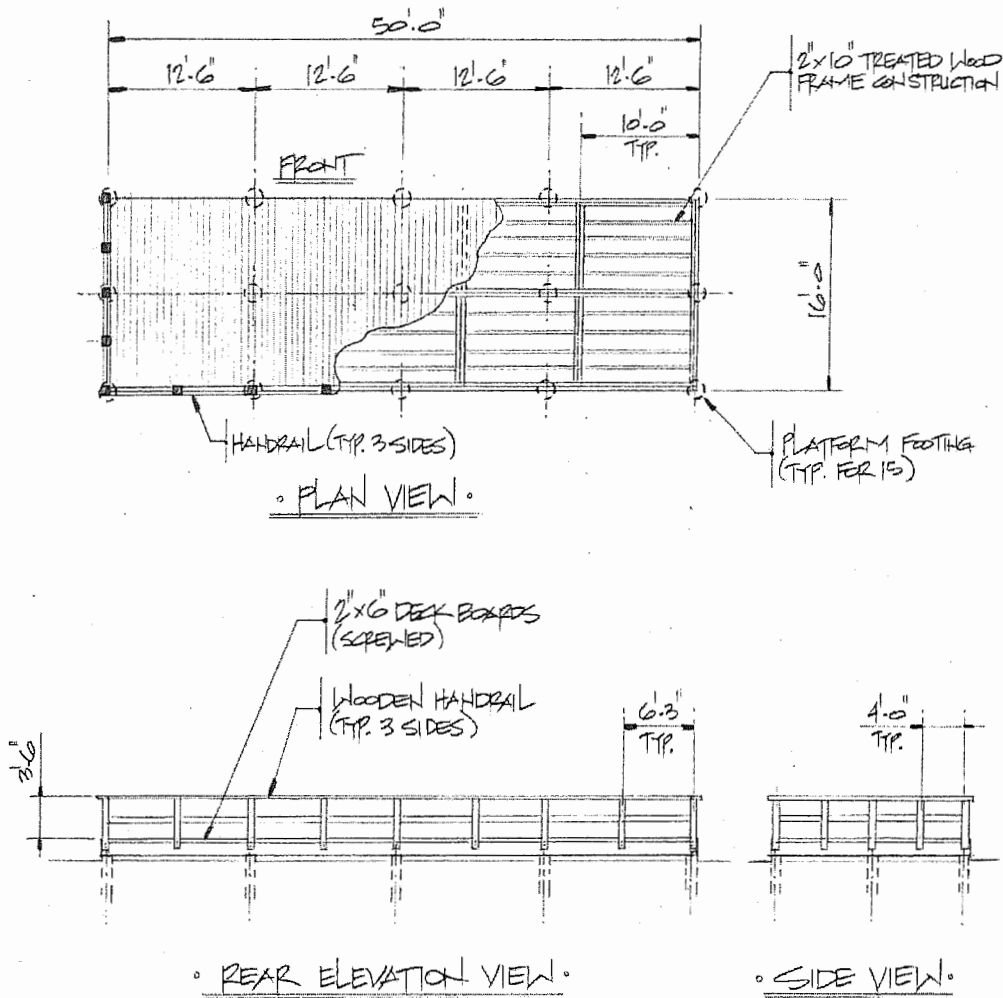 50'-0"
12'-6" 12'-6" 12'-6" 12'-6"
2"x10" TREATED WOOD
FRAME CONSTRUCTION
10'-0"
TYP.
FRONT
16'-0"
HANDRAIL (TYP. 3 SIDES)
PLATFORM FOOTING
(TYP. FOR 15)
• PLAN VIEW •
2"x6" DECK BOARDS
(SCREWED)
WOODEN HANDRAIL
(TYP. 3 SIDES)
6'-3"
TYP.
4'-0"
TYP.
3'-6"
• REAR ELEVATION VIEW •
• SIDE VIEW •